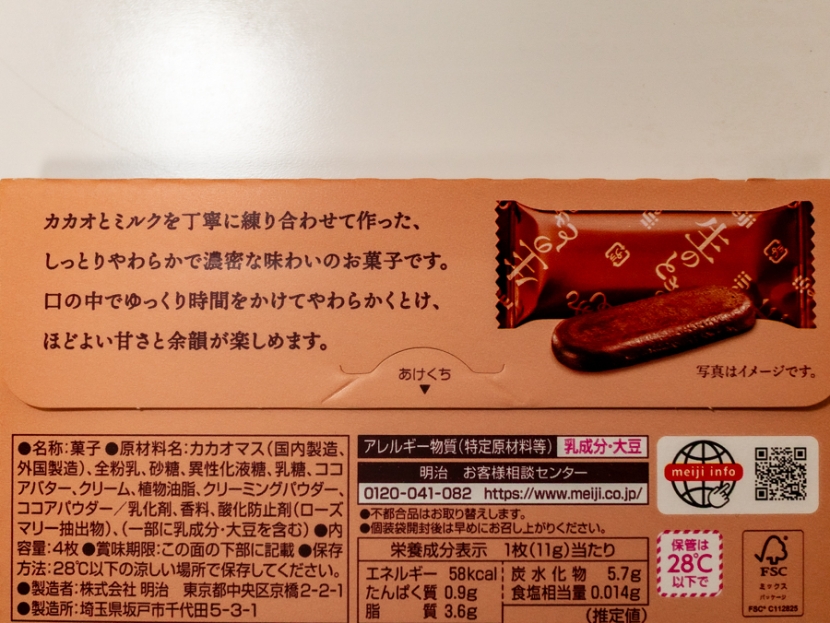 カカオとミルクを丁寧に練り合わせて作った、
しっとりやわらかで濃密な味わいのお菓子です。
口の中でゆっくり時間をかけてやわらかくとけ、
ほどよい甘さと余韻が楽しめます。
meiji
生のとき
meiji
写真はイメージです。
あけくち
▼
●名称:菓子 ●原材料名:カカオマス(国内製造、
外国製造)、全粉乳、砂糖、異性化液糖、乳糖、ココ
アバター、クリーム、植物油脂、クリーミングパウダー、
ココアパウダー/乳化剤、香料、酸化防止剤(ローズ
マリー抽出物)、(一部に乳成分・大豆を含む) ●内
容量:4枚 ●賞味期限:この面の下部に記載 ●保存
方法:28℃以下の涼しい場所で保存してください。
●製造者:株式会社 明治 東京都中央区京橋2-2-1
●製造所:埼玉県坂戸市千代田5-3-1
アレルギー物質(特定原材料等) 乳成分・大豆
明治 お客様相談センター
0120-041-082 https://www.meiji.co.jp/
●不都合品はお取り替えします。
●個装袋開封後は早めにお召し上がりください。
栄養成分表示 1枚(11g)当たり
エネルギー 58kcal 炭水化物 5.7g
たんぱく質 0.9g 食塩相当量 0.014g
脂質 3.6g (推定値)
meiji info
保管は
28℃
以下で
FSC
ミックス
パッケージ
FSC® C112825